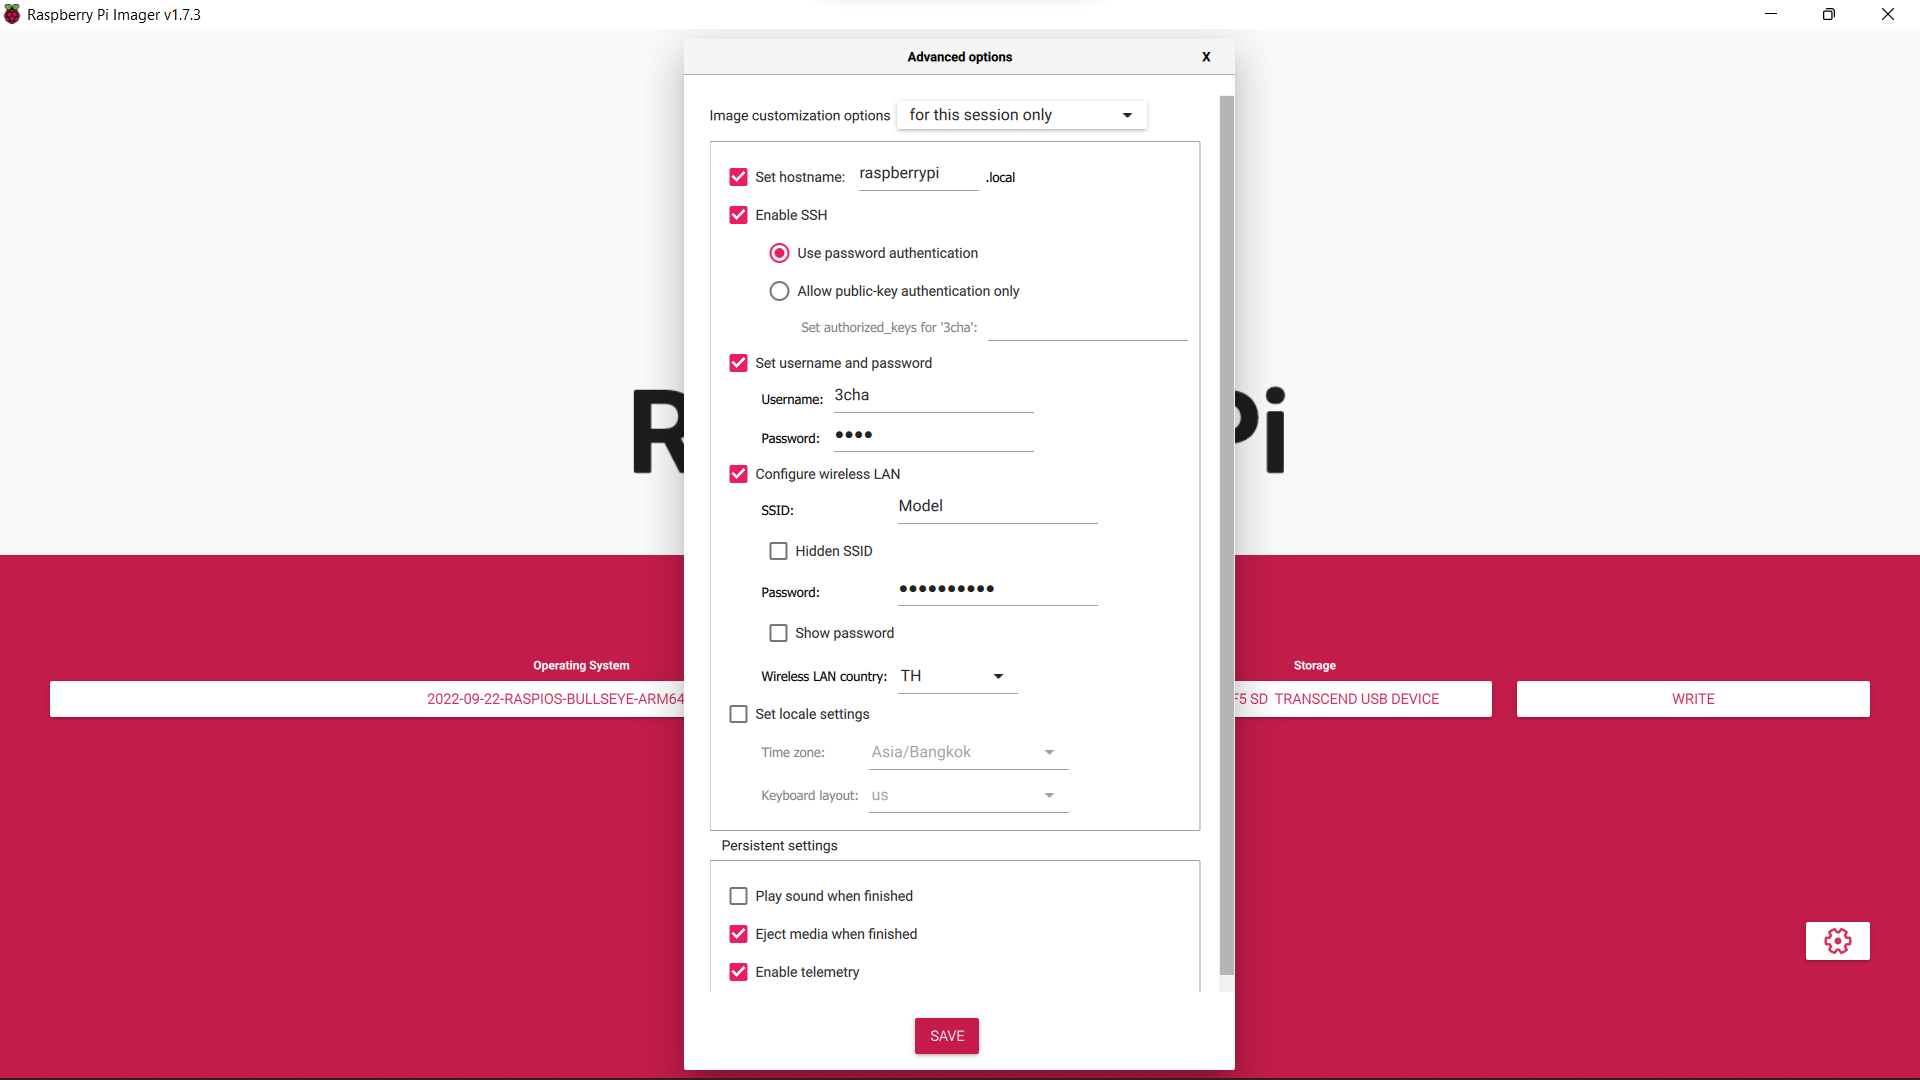 Raspberry Pi Imager v1.7.3
Advanced options
X
Image customization options for this session only
Set hostname: raspberrypi .local
Enable SSH
Use password authentication
Allow public-key authentication only
Set authorized_keys for '3cha':
Set username and password
Username: 3cha
Password: ••••
R Pi
Configure wireless LAN
SSID: Model
Hidden SSID
Password: ••••••••••
Show password
Operating System
Storage
Wireless LAN country: TH
2022-09-22-RASPIOS-BULLSEYE-ARM64
F5 SD TRANSCEND USB DEVICE
WRITE
Set locale settings
Time zone: Asia/Bangkok
Keyboard layout: us
Persistent settings
Play sound when finished
Eject media when finished
Enable telemetry
SAVE